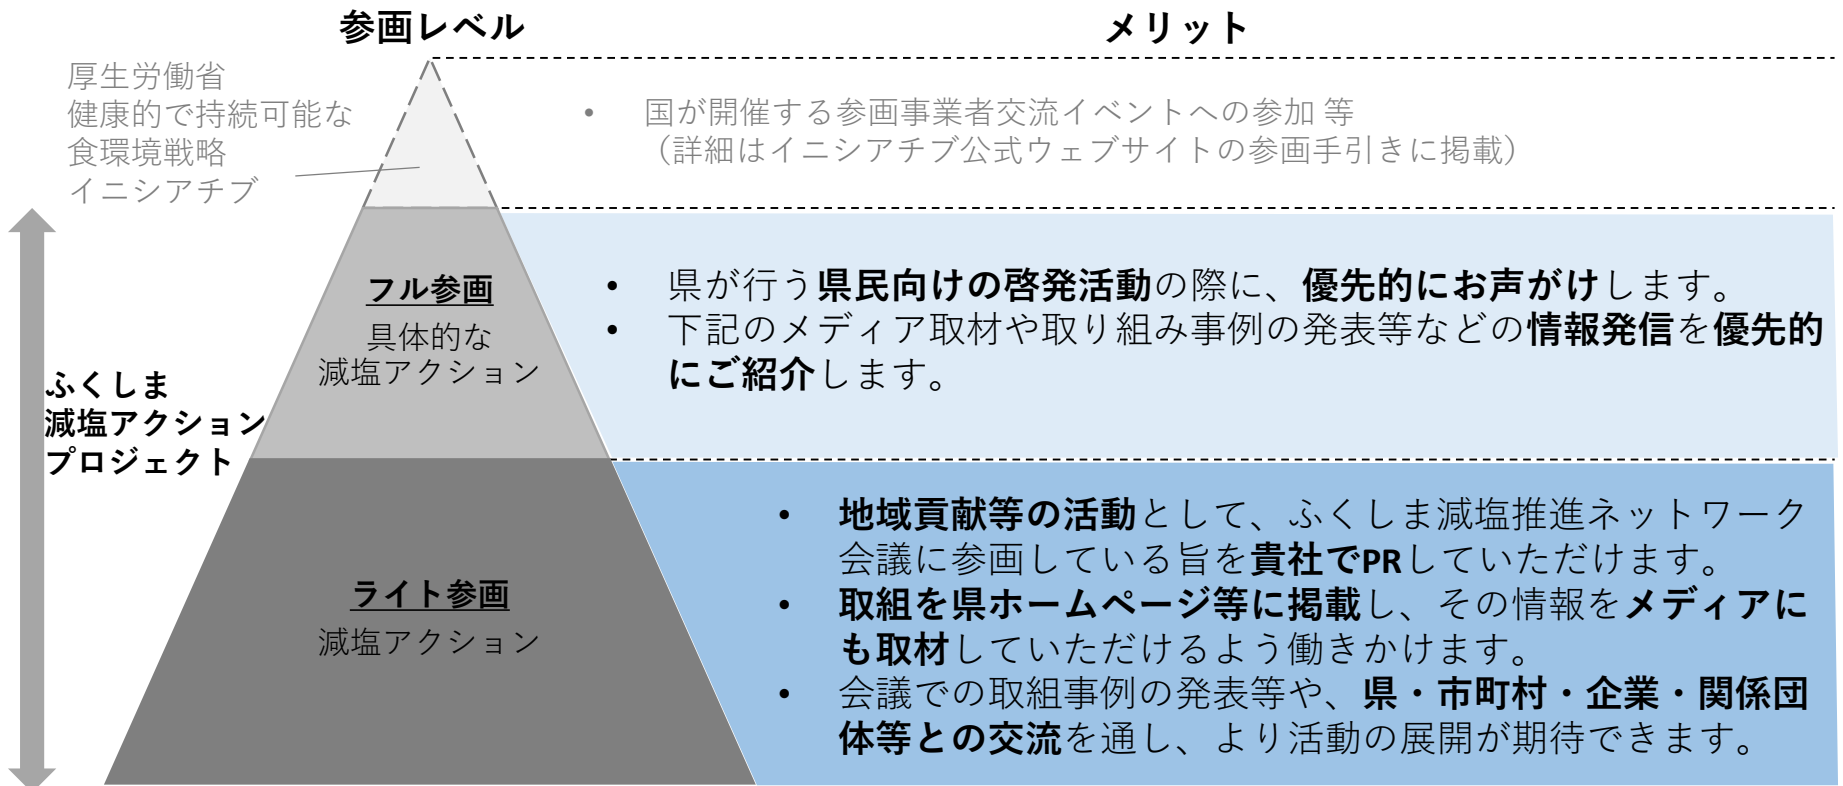 参画レベル
メリット
厚生労働省
健康的で持続可能な
食環境戦略
イニシアチブ
• 国が開催する参画事業者交流イベントへの参加 等
（詳細はイニシアチブ公式ウェブサイトの参画手引きに掲載）
ふくしま
減塩アクション
プロジェクト
フル参画
具体的な
減塩アクション
• 県が行う県民向けの啓発活動の際に、優先的にお声がけします。
• 下記のメディア取材や取り組み事例の発表等などの情報発信を優先的
にご紹介します。
ライト参画
減塩アクション
• 地域貢献等の活動として、ふくしま減塩推進ネットワーク
会議に参画している旨を貴社でPRしていただけます。
• 取組を県ホームページ等に掲載し、その情報をメディアに
も取材していただけるよう働きかけます。
• 会議での取組事例の発表等や、県・市町村・企業・関係団
体等との交流を通し、より活動の展開が期待できます。